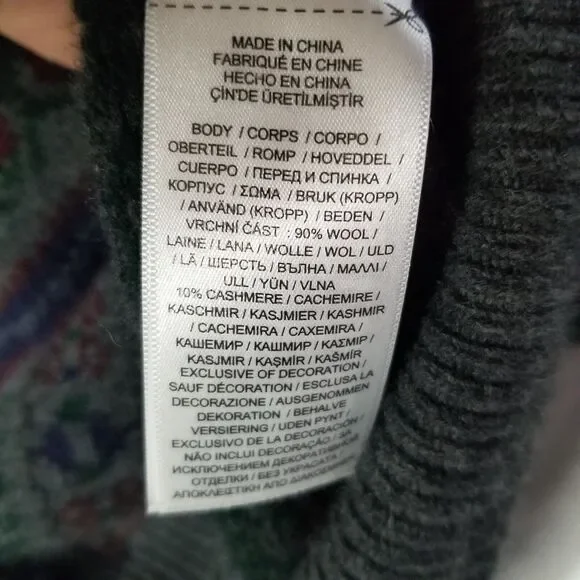 MADE IN CHINA
FABRIQUÉ EN CHINE
HECHO EN CHINA
ÇİN'DE ÜRETİLMİŞTİR
BODY / CORPS / CORPO /
OBERTEIL / ROMP / HOVEDDEL /
CUERPO / ПЕРЕД И СПИНКА /
КОРПУС / ΣΩΜΑ / BRUK (KROPP)
/ ANVÄND (KROPP) / BEDEN /
VRCHNÍ ČÁST : 90% WOOL /
LAINE / LANA / WOLLE / WOL / ULD
/ LÃ / ШЕРСТЬ / ВЪЛНА / ΜΑΛΛΙ /
ULL / YÜN / VLNA
10% CASHMERE / CACHEMIRE /
KASCHMIR / KASJMIER / KASHMIR
/ CACHEMIRA / CAXEMIRA /
КАШЕМИР / КАШМИР / ΚΑΣΜΙΡ /
KASJMIR / KAŞMİR / KAŠMÍR
EXCLUSIVE OF DECORATION /
SAUF DÉCORATION / ESCLUSA LA
DECORAZIONE / AUSGENOMMEN
DEKORATION / BEHALVE
VERSIERING / UDEN PYNT /
EXCLUSIVO DE LA DECORACIÓN /
NÃO INCLUI DECORAÇÃO / ЗА
ИСКЛЮЧЕНИЕМ ДЕКОРАТИВНОЙ
ОТДЕЛКИ / БЕЗ УКРАСАТА /
ΑΠΟΚΛΕΙΣΤΙΚΗ ΑΠΟ